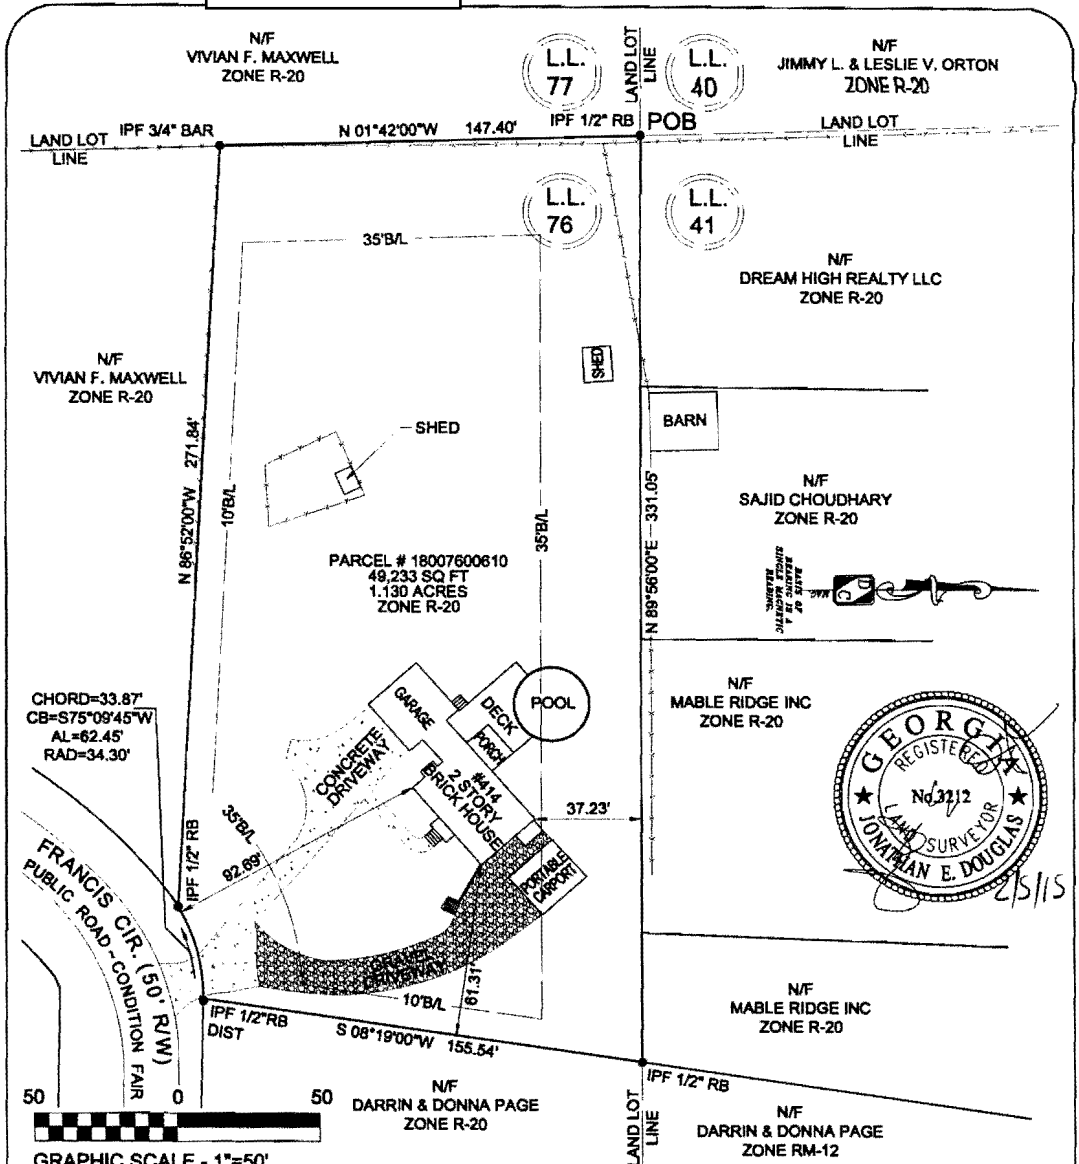 N/F
VIVIAN F. MAXWELL
ZONE R-20
L.L.
77
LAND LOT
LINE
L.L.
40
N/F
JIMMY L. & LESLIE V. ORTON
ZONE R-20
LAND LOT
LINE
IPF 3/4" BAR
N 01°42'00"W 147.40'
IPF 1/2" RB
POB
LAND LOT
LINE
L.L.
76
L.L.
41
35'B/L
N/F
DREAM HIGH REALTY LLC
ZONE R-20
N/F
VIVIAN F. MAXWELL
ZONE R-20
SHED
N 86°52'00"W 271.84'
10'B/L
SHED
35'B/L
BARN
N 89°56'00"E 331.05'
N/F
SAJID CHOUDHARY
ZONE R-20
PARCEL # 18007600610
49,233 SQ FT
1.130 ACRES
ZONE R-20
BASIS OF
BEARING IS A
SINGLE MAGNETIC
BEARING.
MAG
D
C
N/F
MABLE RIDGE INC
ZONE R-20
CHORD=33.87'
CB=S75°09'45"W
AL=62.45'
RAD=34.30'
GARAGE
DECK
POOL
PORCH
CONCRETE
DRIVEWAY
#414
2 STORY
BRICK HOUSE
37.23'
GEORGIA
REGISTERED
No.3212
LAND SURVEYOR
JONATHAN E. DOUGLAS
2/5/15
35'B/L
92.69'
IPF 1/2" RB
PORTABLE
CARPORT
FRANCIS CIR. (50' R/W)
PUBLIC ROAD~CONDITION FAIR
GRAVEL
DRIVEWAY
61.31'
10'B/L
IPF 1/2"RB
DIST
S 08°19'00"W 155.54'
N/F
MABLE RIDGE INC
ZONE R-20
IPF 1/2" RB
50 0 50
GRAPHIC SCALE - 1"=50'
N/F
DARRIN & DONNA PAGE
ZONE R-20
LAND LOT
LINE
N/F
DARRIN & DONNA PAGE
ZONE RM-12